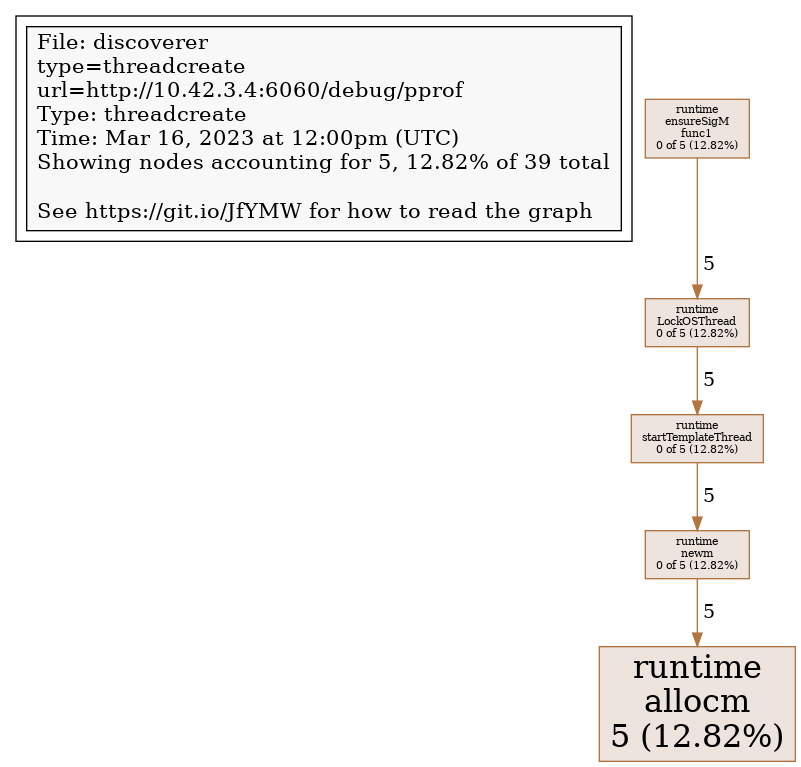 File: discoverer
type=threadcreate
url=http://10.42.3.4:6060/debug/pprof
Type: threadcreate
Time: Mar 16, 2023 at 12:00pm (UTC)
Showing nodes accounting for 5, 12.82% of 39 total
See https://git.io/JfYMW for how to read the graph
runtime
ensureSigM
func1
0 of 5 (12.82%)
5
runtime
LockOSThread
0 of 5 (12.82%)
5
runtime
startTemplateThread
0 of 5 (12.82%)
5
runtime
newm
0 of 5 (12.82%)
5
runtime
allocm
5 (12.82%)